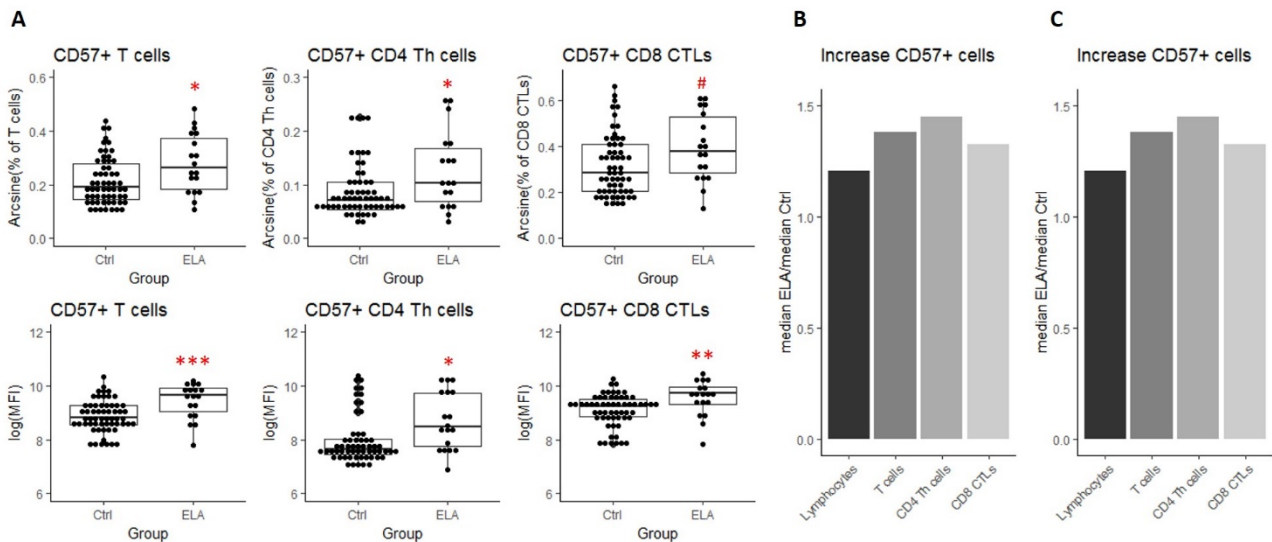 A
B
C
CD57+ T cells
CD57+ CD4 Th cells
CD57+ CD8 CTLs
Increase CD57+ cells
Increase CD57+ cells
Arcsine(% of T cells)
0.6
0.4
0.2
0.0
*
Ctrl
ELA
Group
Arcsine(% of CD4 Th cells)
0.3
0.2
0.1
0.0
*
Ctrl
ELA
Group
Arcsine(% of CD8 CTLs)
0.6
0.4
0.2
0.0
#
Ctrl
ELA
Group
CD57+ T cells
CD57+ CD4 Th cells
CD57+ CD8 CTLs
log(MFI)
12
10
8
6
***
Ctrl
ELA
Group
log(MFI)
12
10
8
6
*
Ctrl
ELA
Group
log(MFI)
12
10
8
6
**
Ctrl
ELA
Group
median ELA/median Ctrl
1.5
1.0
0.5
0.0
Lymphocytes
T cells
CD4 Th cells
CD8 CTLs
median ELA/median Ctrl
1.5
1.0
0.5
0.0
Lymphocytes
T cells
CD4 Th cells
CD8 CTLs